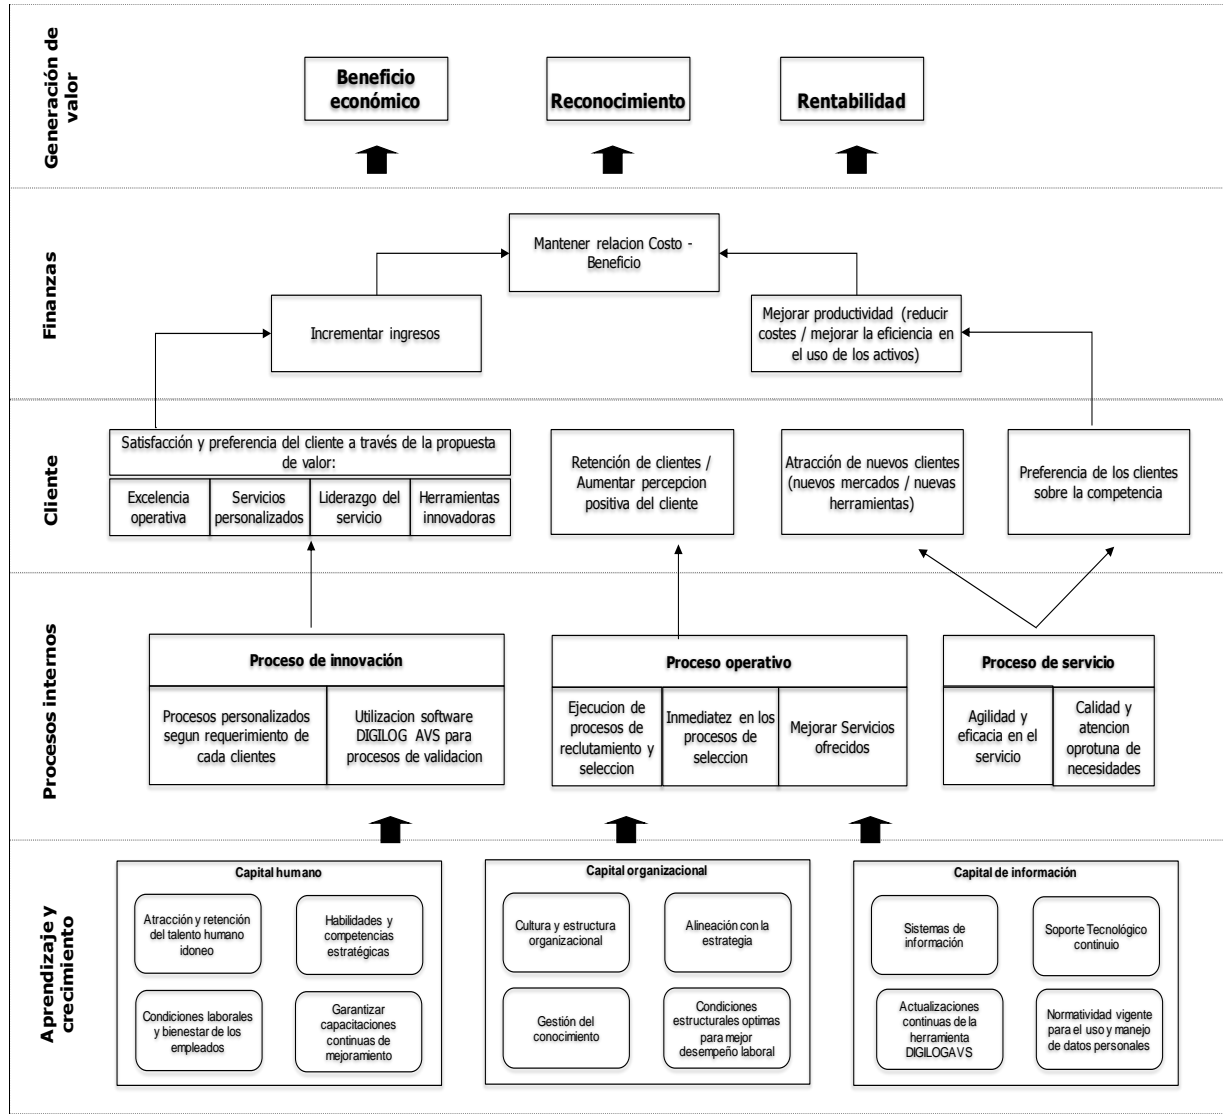 Generación de
valor
Beneficio
económico
Reconocimiento
Rentabilidad
Finanzas
Mantener relacion Costo -
Beneficio
Incrementar ingresos
Mejorar productividad (reducir
costes / mejorar la eficiencia en
el uso de los activos)
Cliente
Satisfacción y preferencia del cliente a través de la propuesta
de valor:
Excelencia
operativa
Servicios
personalizados
Liderazgo del
servicio
Herramientas
innovadoras
Retención de clientes /
Aumentar percepcion
positiva del cliente
Atracción de nuevos clientes
(nuevos mercados / nuevas
herramientas)
Preferencia de los clientes
sobre la competencia
Procesos internos
Proceso de innovación
Procesos personalizados
segun requerimiento de
cada clientes
Utilizacion software
DIGILOG AVS para
procesos de validacion
Proceso operativo
Ejecucion de
procesos de
reclutamiento y
seleccion
Inmediatez en los
procesos de
seleccion
Mejorar Servicios
ofrecidos
Proceso de servicio
Agilidad y
eficacia en el
servicio
Calidad y
atencion
oprotuna de
necesidades
Aprendizaje y
crecimiento
Capital humano
Atracción y retención
del talento humano
idoneo
Habilidades y
competencias
estratégicas
Condiciones laborales
y bienestar de los
empleados
Garantizar
capacitaciones
continuas de
mejoramiento
Capital organizacional
Cultura y estructura
organizacional
Alineación con la
estrategia
Gestión del
conocimiento
Condiciones
estructurales optimas
para mejor
desempeño laboral
Capital de información
Sistemas de
información
Soporte Tecnológico
continuio
Actualizaciones
continuas de la
herramienta
DIGILOGAVS
Normatividad vigente
para el uso y manejo
de datos personales